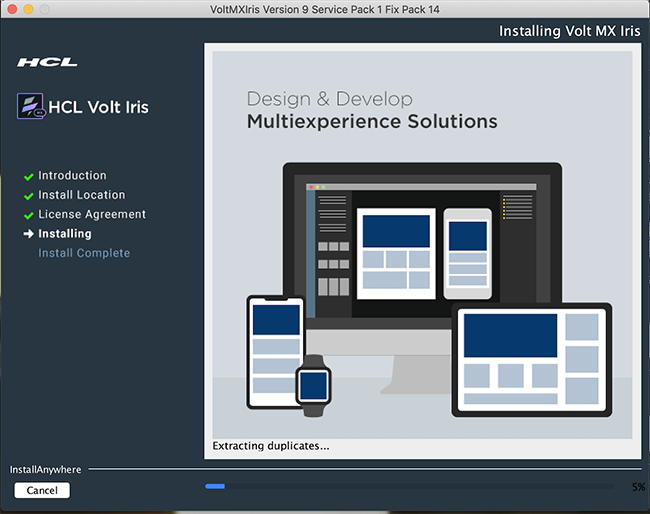 VoltMXIris Version 9 Service Pack 1 Fix Pack 14
Installing Volt MX Iris
HCL
HCL Volt Iris
Introduction
Install Location
License Agreement
Installing
Install Complete
Design & Develop
Multiexperience Solutions
Extracting duplicates...
InstallAnywhere
Cancel
5%